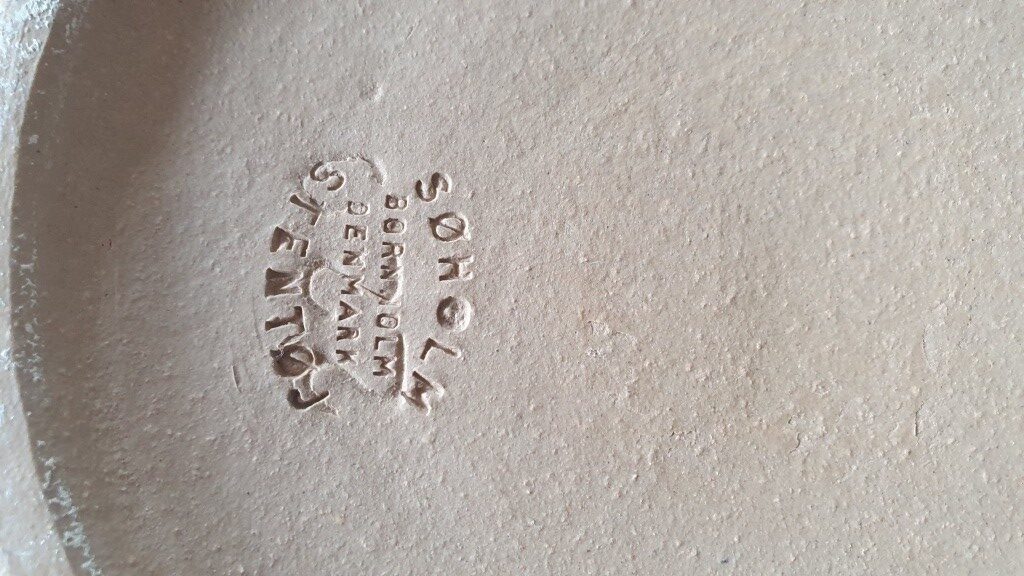 SØHOLM
BORNHOLM
DENMARK
STENTØJ